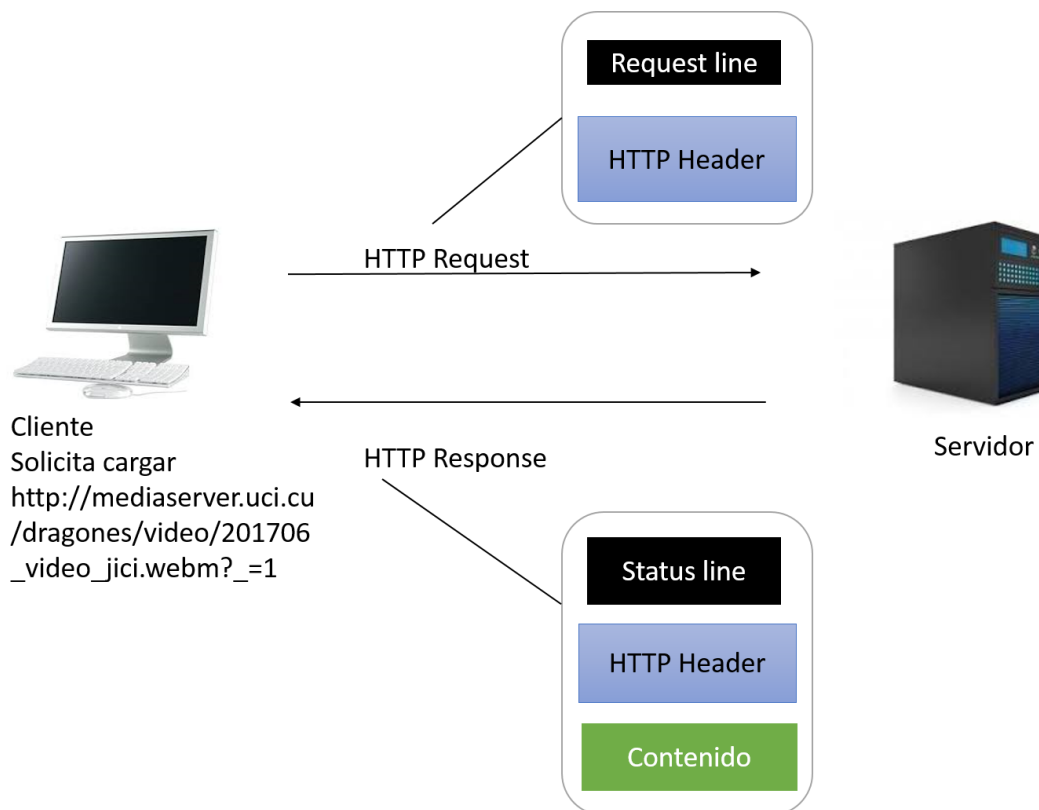 Request line
HTTP Header
HTTP Request
Cliente
Solicita cargar
http://mediaserver.uci.cu
/dragones/video/201706
_video_jici.webm?_=1
HTTP Response
Servidor
Status line
HTTP Header
Contenido